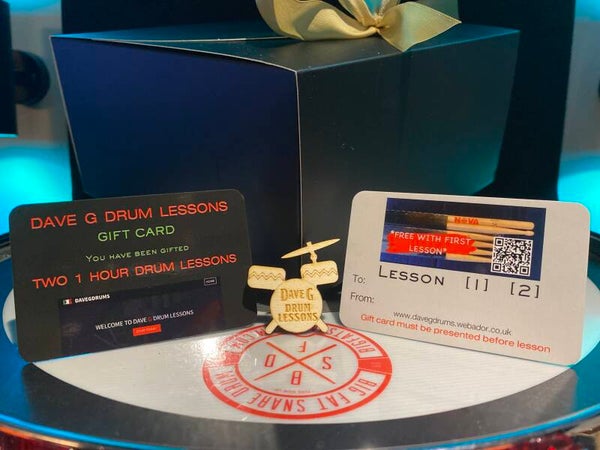 DAVE G DRUM LESSONS
GIFT CARD
YOU HAVE BEEN GIFTED
TWO 1 HOUR DRUM LESSONS
DAVEGDRUMS
HOME
WELCOME TO DAVE G DRUM LESSONS
DAVE G
DRUM
LESSONS
NOVA
"FREE WITH FIRST
LESSON"
To:
LESSON [1] [2]
From:
www.davegdrums.webador.co.uk
Gift card must be presented before lesson
BIG FAT SNARE DRUM
B F S D